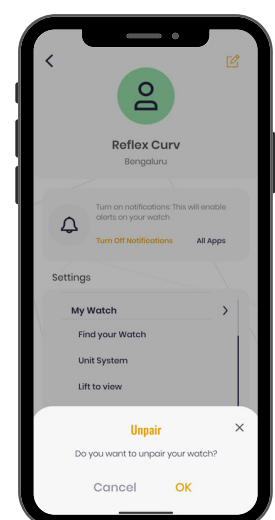 Reflex Curv
Bengaluru
Turn on notifications: This will enable
alerts on your watch
Turn Off Notifications All Apps
Settings
My Watch
Find your Watch
Unit System
Lift to view
Unpair
Do you want to unpair your watch?
Cancel OK